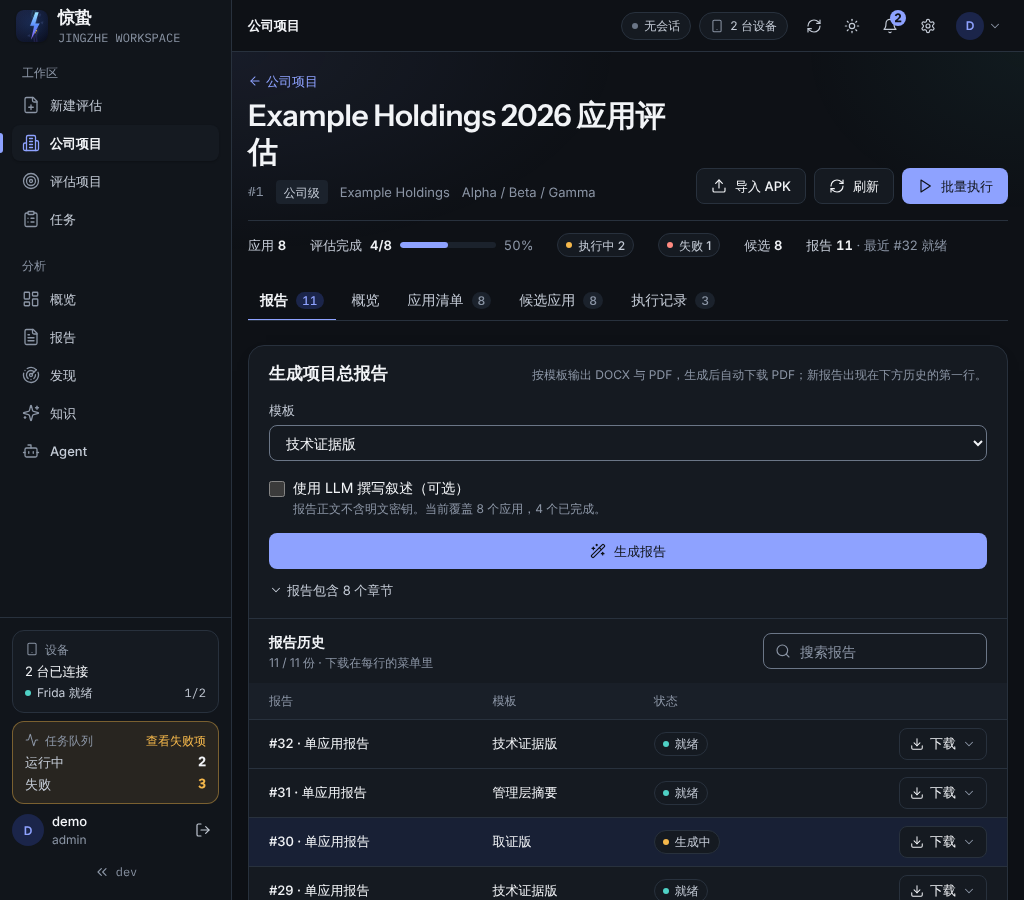 惊蛰
JINGZHE WORKSPACE
工作区
新建评估
公司项目
评估项目
任务
分析
概览
报告
发现
知识
Agent
设备
2 台已连接
Frida 就绪 1/2
任务队列 查看失败项
运行中 2
失败 3
D demo
admin
dev
公司项目
无会话
2 台设备
2
D
公司项目
Example Holdings 2026 应用评
估
#1 公司级 Example Holdings Alpha / Beta / Gamma
导入 APK 刷新 批量执行
应用 8 评估完成 4/8 50% 执行中 2 失败 1 候选 8 报告 11 · 最近 #32 就绪
报告 11 概览 应用清单 8 候选应用 8 执行记录 3
生成项目总报告 按模板输出 DOCX 与 PDF，生成后自动下载 PDF；新报告出现在下方历史的第一行。
模板
技术证据版
使用 LLM 撰写叙述（可选）
报告正文不含明文密钥。当前覆盖 8 个应用，4 个已完成。
生成报告
报告包含 8 个章节
报告历史
11 / 11 份 · 下载在每行的菜单里
搜索报告
报告 模板 状态
#32 · 单应用报告 技术证据版 就绪 下载
#31 · 单应用报告 管理层摘要 就绪 下载
#30 · 单应用报告 取证版 生成中 下载
#29 · 单应用报告 技术证据版 就绪 下载